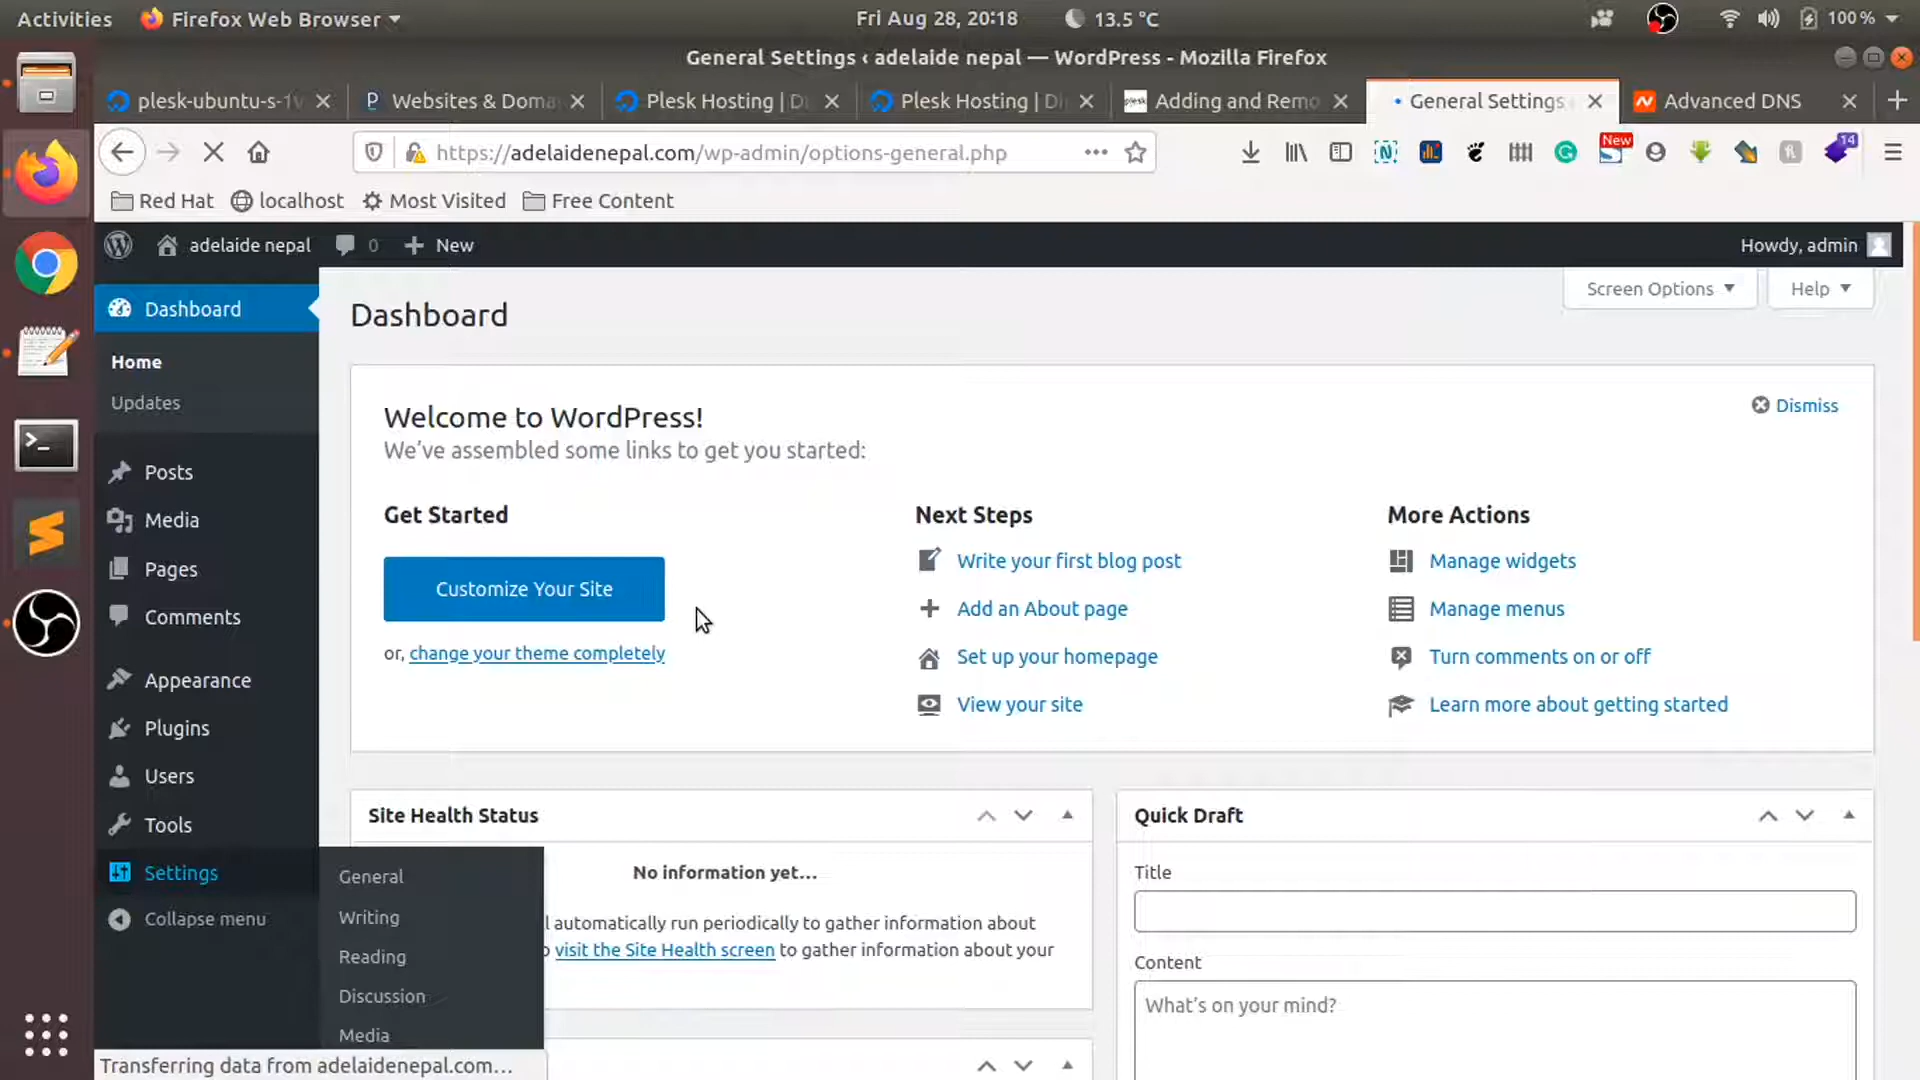 Activities
Firefox Web Browser
Fri Aug 28, 20:18
13.5 °C
100 %
General Settings ‹ adelaide nepal — WordPress - Mozilla Firefox
plesk-ubuntu-s-1v
Websites & Doma
Plesk Hosting | Di
Plesk Hosting | Di
Adding and Remo
General Settings
Advanced DNS
https://adelaidenepal.com/wp-admin/options-general.php
New
14
Red Hat
localhost
Most Visited
Free Content
adelaide nepal
0
New
Howdy, admin
Dashboard
Home
Updates
Posts
Media
Pages
Comments
Appearance
Plugins
Users
Tools
Settings
Collapse menu
General
Writing
Reading
Discussion
Media
Dashboard
Screen Options
Help
Welcome to WordPress!
We've assembled some links to get you started:
Dismiss
Get Started
Customize Your Site
or, change your theme completely
Next Steps
Write your first blog post
Add an About page
Set up your homepage
View your site
More Actions
Manage widgets
Manage menus
Turn comments on or off
Learn more about getting started
Site Health Status
No information yet...
automatically run periodically to gather information about
visit the Site Health screen to gather information about your
Quick Draft
Title
Content
What's on your mind?
Transferring data from adelaidenepal.com...